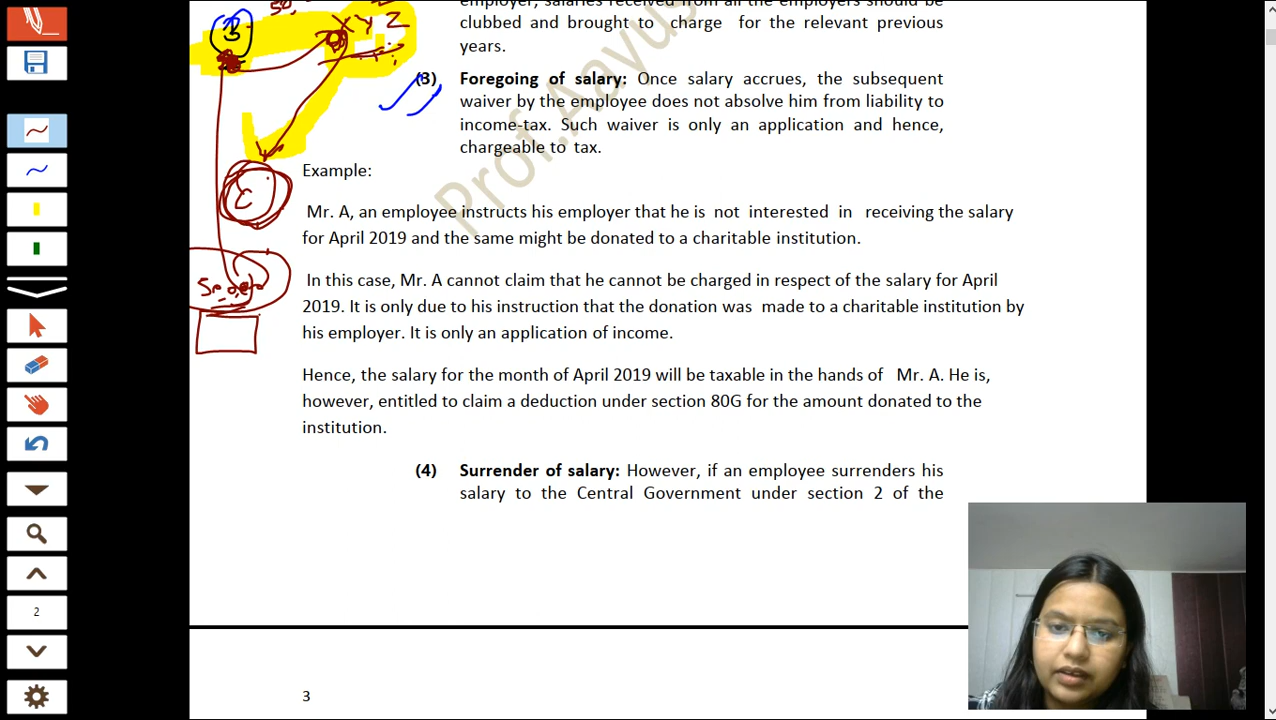 employer, salaries received from all the employers should be
clubbed and brought to charge for the relevant previous
years.
3
X Y Z
50,
(3) Foregoing of salary: Once salary accrues, the subsequent
waiver by the employee does not absolve him from liability to
income-tax. Such waiver is only an application and hence,
chargeable to tax.
Example:
Mr. A, an employee instructs his employer that he is not interested in receiving the salary
for April 2019 and the same might be donated to a charitable institution.
In this case, Mr. A cannot claim that he cannot be charged in respect of the salary for April
2019. It is only due to his instruction that the donation was made to a charitable institution by
his employer. It is only an application of income.
Hence, the salary for the month of April 2019 will be taxable in the hands of Mr. A. He is,
however, entitled to claim a deduction under section 80G for the amount donated to the
institution.
(4) Surrender of salary: However, if an employee surrenders his
salary to the Central Government under section 2 of the
2
3
Prof.Aayus